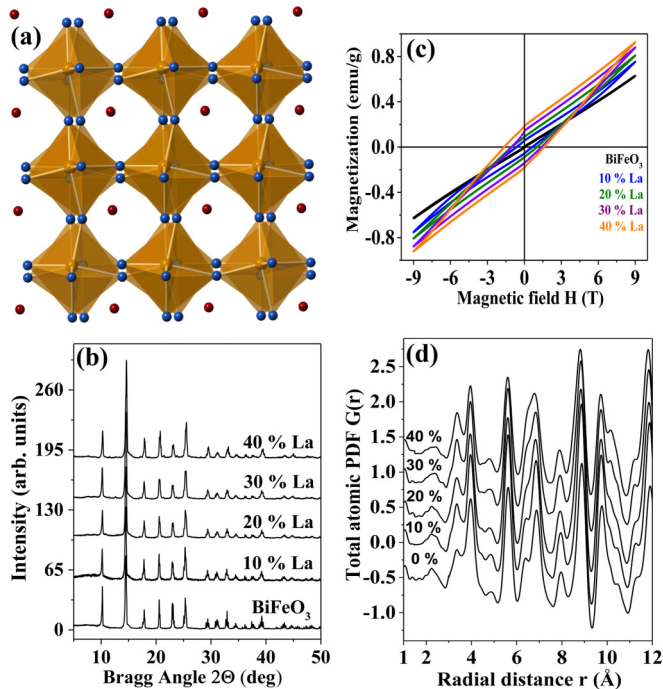 (a)
(c)
Magnetization (emu/g)
0.8
0.4
0.0
-0.4
-0.8
BiFeO3
10 % La
20 % La
30 % La
40 % La
-9 -6 -3 0 3 6 9
Magnetic field H (T)
(b)
Intensity (arb. units)
260
195
130
65
0
40 % La
30 % La
20 % La
10 % La
BiFeO3
10 20 30 40 50
Bragg Angle 2Θ (deg)
(d)
Total atomic PDF G(r)
2.5
2.0
1.5
1.0
0.5
0.0
-0.5
-1.0
40 %
30 %
20 %
10 %
0 %
1 2 4 6 8 10 12
Radial distance r (Å)